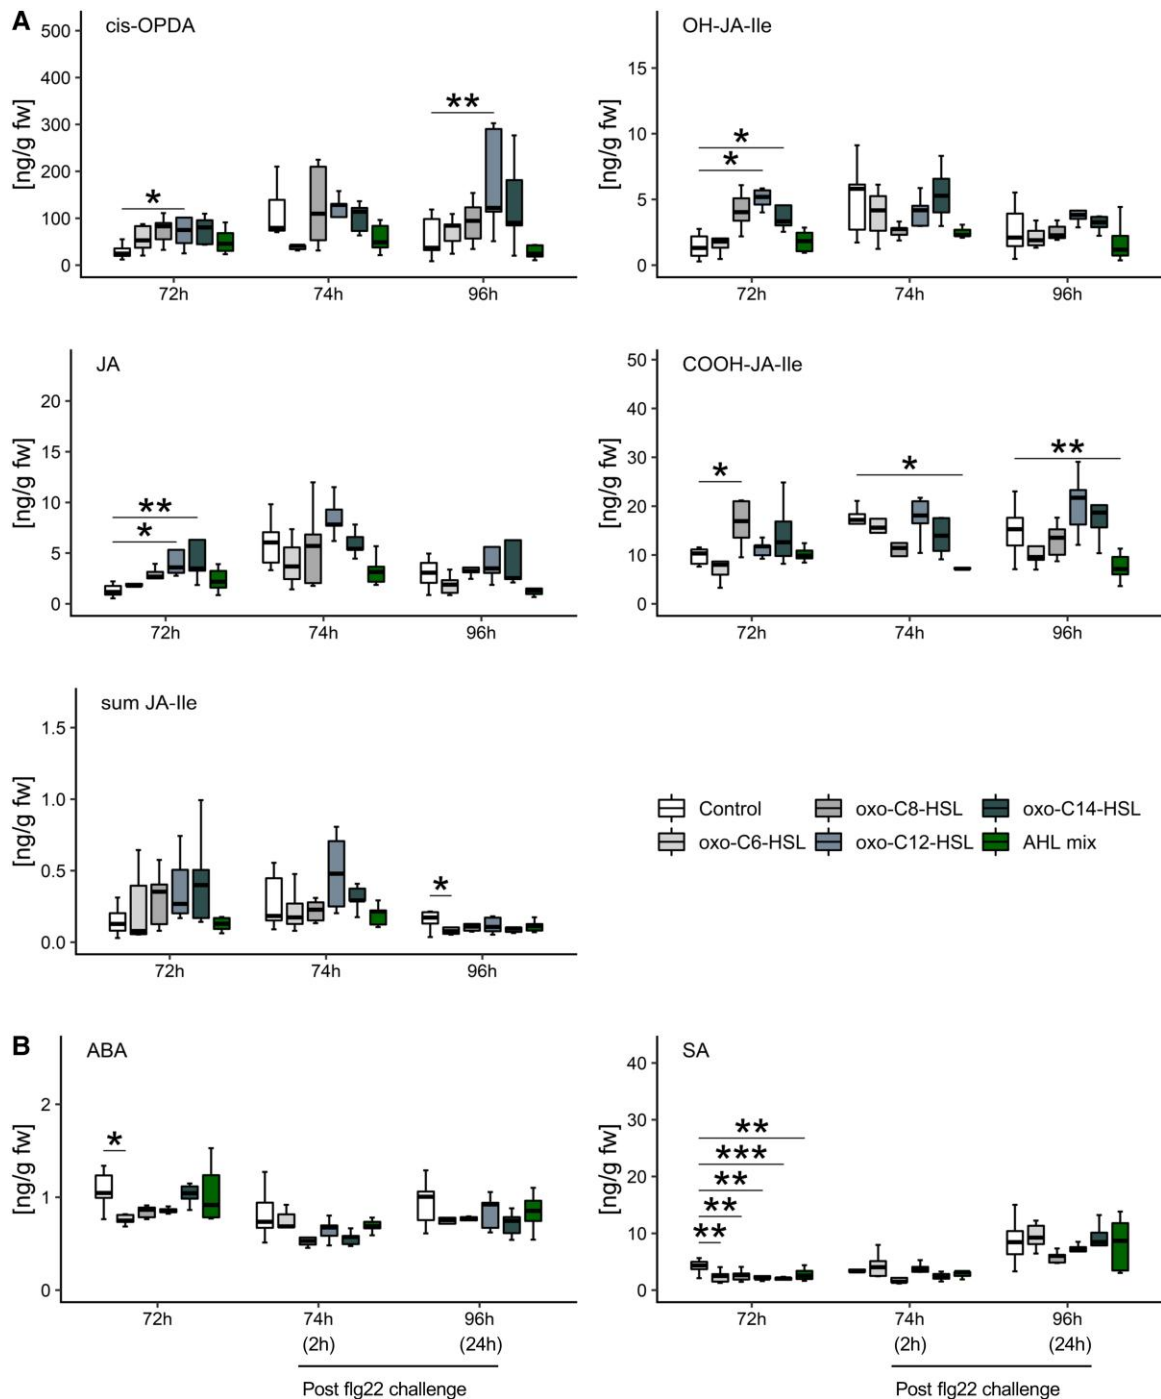 A
cis-OPDA
[ng/g fw]
500
400
300
200
100
0
*
**
72h 74h 96h
OH-JA-Ile
[ng/g fw]
15
10
5
0
*
*
72h 74h 96h
JA
[ng/g fw]
20
15
10
5
0
**
*
72h 74h 96h
COOH-JA-Ile
[ng/g fw]
50
40
30
20
10
0
*
*
**
72h 74h 96h
sum JA-Ile
[ng/g fw]
1.5
1.0
0.5
0.0
*
72h 74h 96h
Control oxo-C8-HSL oxo-C14-HSL
oxo-C6-HSL oxo-C12-HSL AHL mix
B
ABA
[ng/g fw]
2
1
0
*
72h 74h 96h
(2h) (24h)
Post flg22 challenge
SA
[ng/g fw]
40
30
20
10
0
**
***
**
**
**
72h 74h 96h
(2h) (24h)
Post flg22 challenge